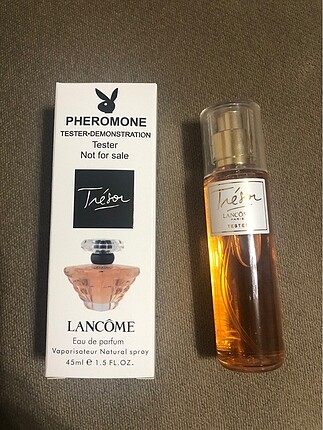 PHEROMONE
TESTER•DEMONSTRATION
Tester
Not for sale
Trésor
LANCÔME
Eau de parfum
Vaporisateur Natural spray
45ml ℮ 1.5 FL.OZ.
Trésor
LANCÔME
PARIS
TESTER